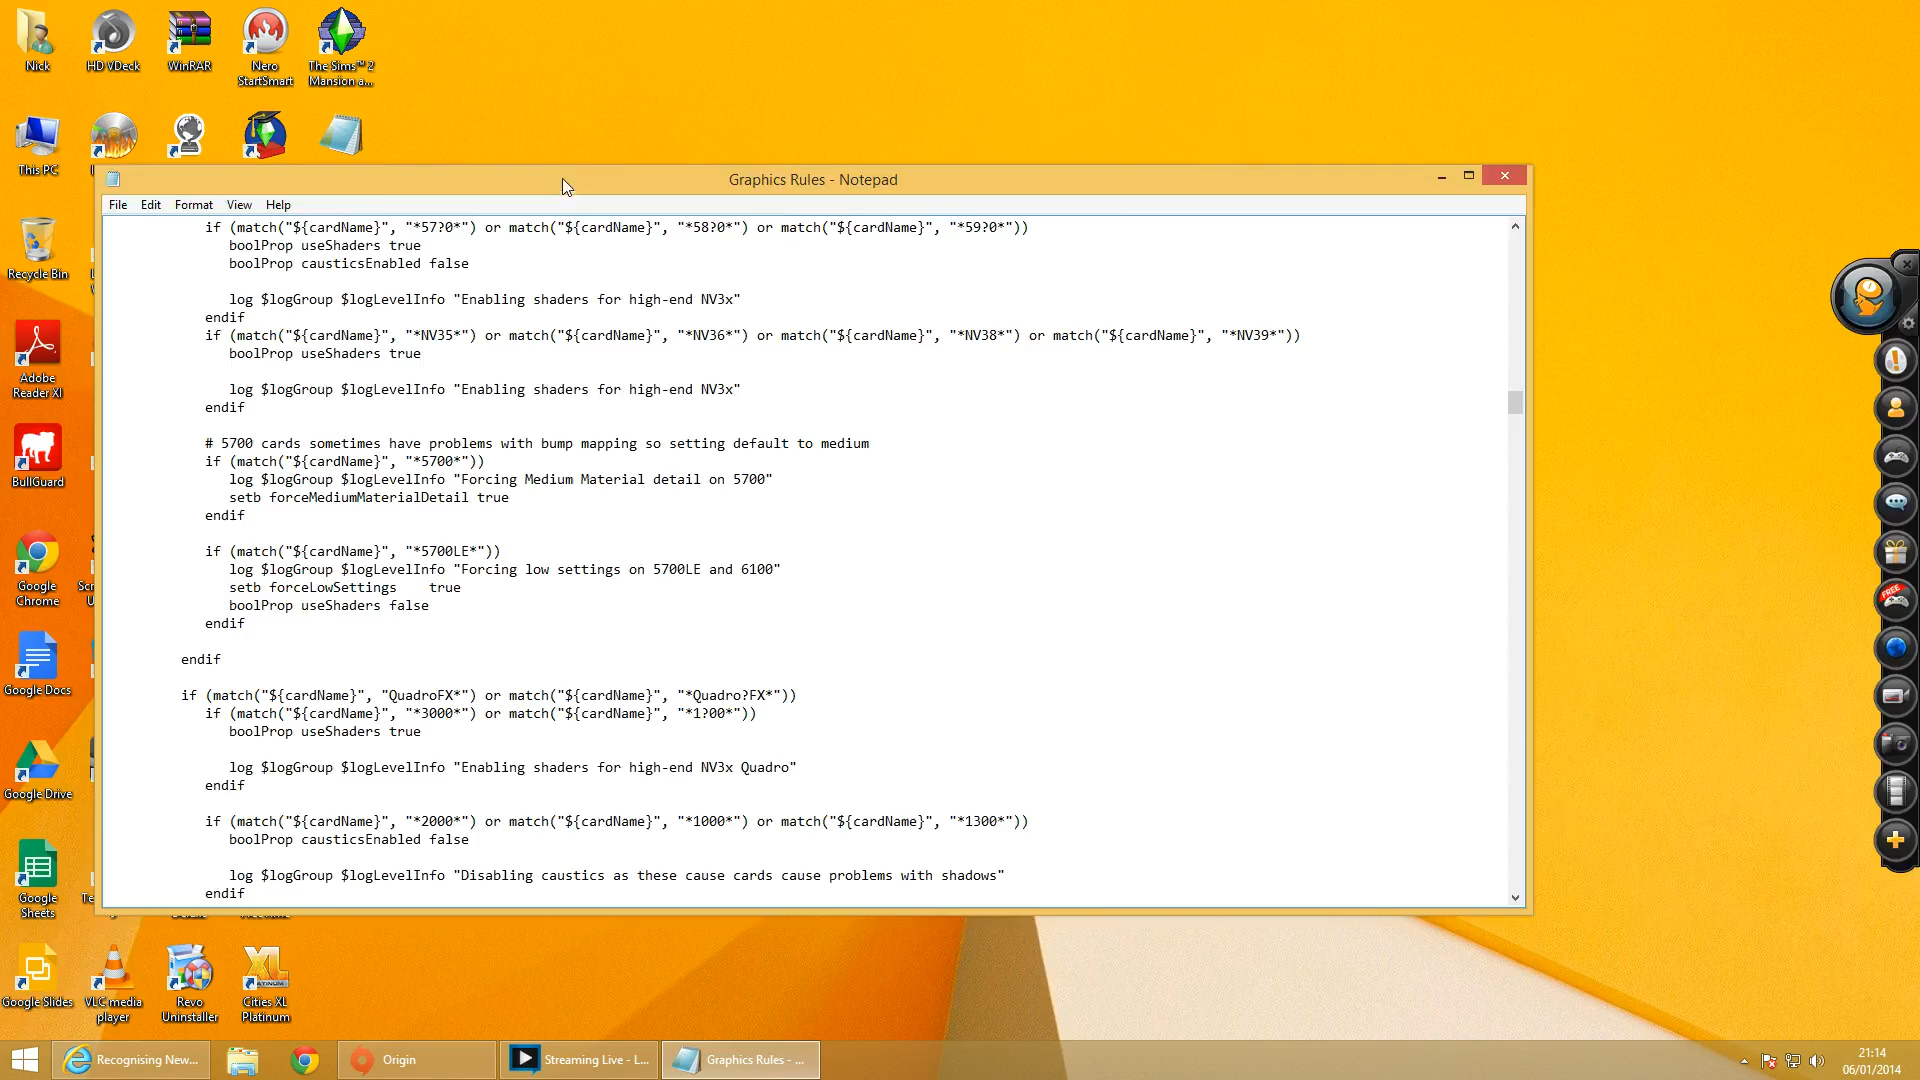 Nick
HD VDeck
WinRAR
Nero
StartSmart
The Sims™ 2
Mansion a...
This PC
Recycle Bin
Adobe
Reader XI
BullGuard
Google
Chrome
Google Docs
Google Drive
Google
Sheets
Google Slides
VLC media
player
Revo
Uninstaller
XL
Cities XL
Platinum
Graphics Rules - Notepad
File Edit Format View Help
if (match("${cardName}", "*57?0*") or match("${cardName}", "*58?0*") or match("${cardName}", "*59?0*"))
boolProp useShaders true
boolProp causticsEnabled false
log $logGroup $logLevelInfo "Enabling shaders for high-end NV3x"
endif
if (match("${cardName}", "*NV35*") or match("${cardName}", "*NV36*") or match("${cardName}", "*NV38*") or match("${cardName}", "*NV39*"))
boolProp useShaders true
log $logGroup $logLevelInfo "Enabling shaders for high-end NV3x"
endif
# 5700 cards sometimes have problems with bump mapping so setting default to medium
if (match("${cardName}", "*5700*"))
log $logGroup $logLevelInfo "Forcing Medium Material detail on 5700"
setb forceMediumMaterialDetail true
endif
if (match("${cardName}", "*5700LE*"))
log $logGroup $logLevelInfo "Forcing low settings on 5700LE and 6100"
setb forceLowSettings    true
boolProp useShaders false
endif
endif
if (match("${cardName}", "QuadroFX*") or match("${cardName}", "*Quadro?FX*"))
if (match("${cardName}", "*3000*") or match("${cardName}", "*1?00*"))
boolProp useShaders true
log $logGroup $logLevelInfo "Enabling shaders for high-end NV3x Quadro"
endif
if (match("${cardName}", "*2000*") or match("${cardName}", "*1000*") or match("${cardName}", "*1300*"))
boolProp causticsEnabled false
log $logGroup $logLevelInfo "Disabling caustics as these cause cards cause problems with shadows"
endif
FREE
Recognising New...
Origin
Streaming Live - L...
Graphics Rules - ...
21:14
06/01/2014